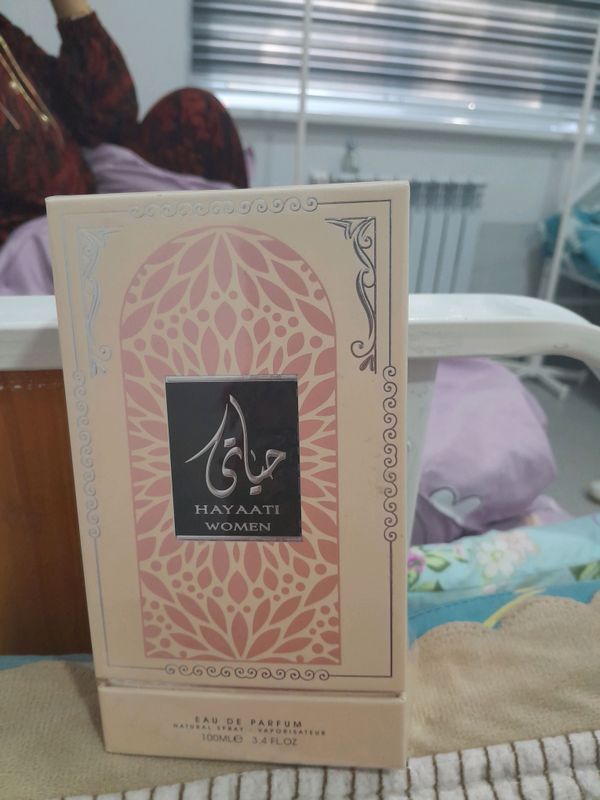 حياتي
HAYAATI
WOMEN
EAU DE PARFUM
NATURAL SPRAY - VAPORISATEUR
100ML℮ 3.4 FL.OZ